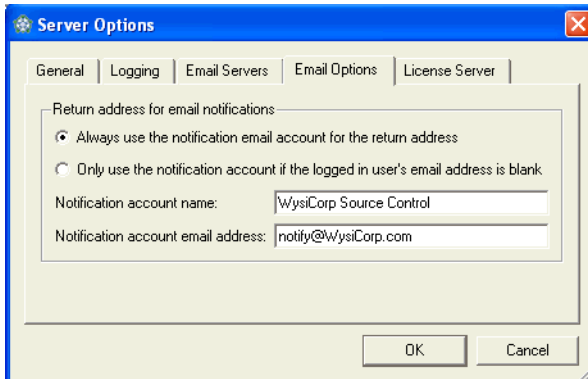 Server Options
General
Logging
Email Servers
Email Options
License Server
Return address for email notifications
Always use the notification email account for the return address
Only use the notification account if the logged in user's email address is blank
Notification account name:
WysiCorp Source Control
Notification account email address:
notify@WysiCorp.com
OK
Cancel